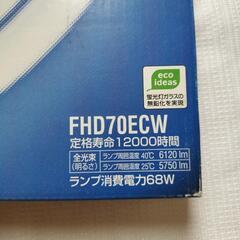 eco
ideas
蛍光灯ガラスの
無鉛化を実現
FHD70ECW
定格寿命12000時間
全光束 ランプ周囲温度 40℃ 6120 lm
(明るさ) ランプ周囲温度 25℃ 5750 lm
ランプ消費電力68W